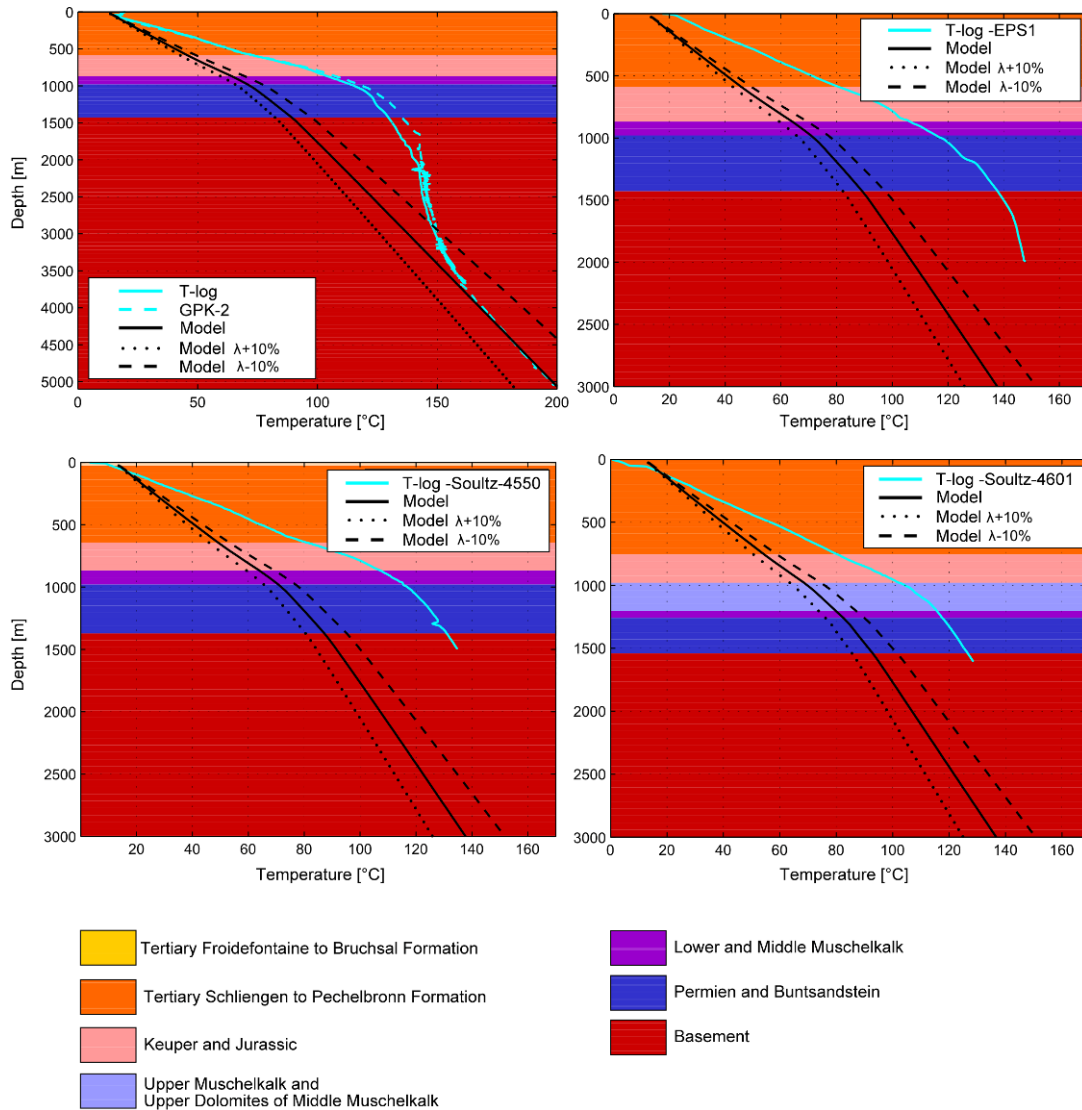 0
500
1000
1500
2000
2500
3000
3500
4000
4500
5000
Depth [m]
T-log
GPK-2
Model
Model λ+10%
Model λ-10%
0
50
100
150
200
Temperature [°C]
0
500
1000
1500
2000
2500
3000
T-log -EPS1
Model
Model λ+10%
Model λ-10%
0
20
40
60
80
100
120
140
160
Temperature [°C]
0
500
1000
1500
2000
2500
3000
Depth [m]
T-log -Soultz-4550
Model
Model λ+10%
Model λ-10%
0
20
40
60
80
100
120
140
160
Temperature [°C]
0
500
1000
1500
2000
2500
3000
T-log -Soultz-4601
Model
Model λ+10%
Model λ-10%
0
20
40
60
80
100
120
140
160
Temperature [°C]
Tertiary Froidefontaine to Bruchsal Formation
Tertiary Schliengen to Pechelbronn Formation
Keuper and Jurassic
Upper Muschelkalk and
Upper Dolomites of Middle Muschelkalk
Lower and Middle Muschelkalk
Permien and Buntsandstein
Basement